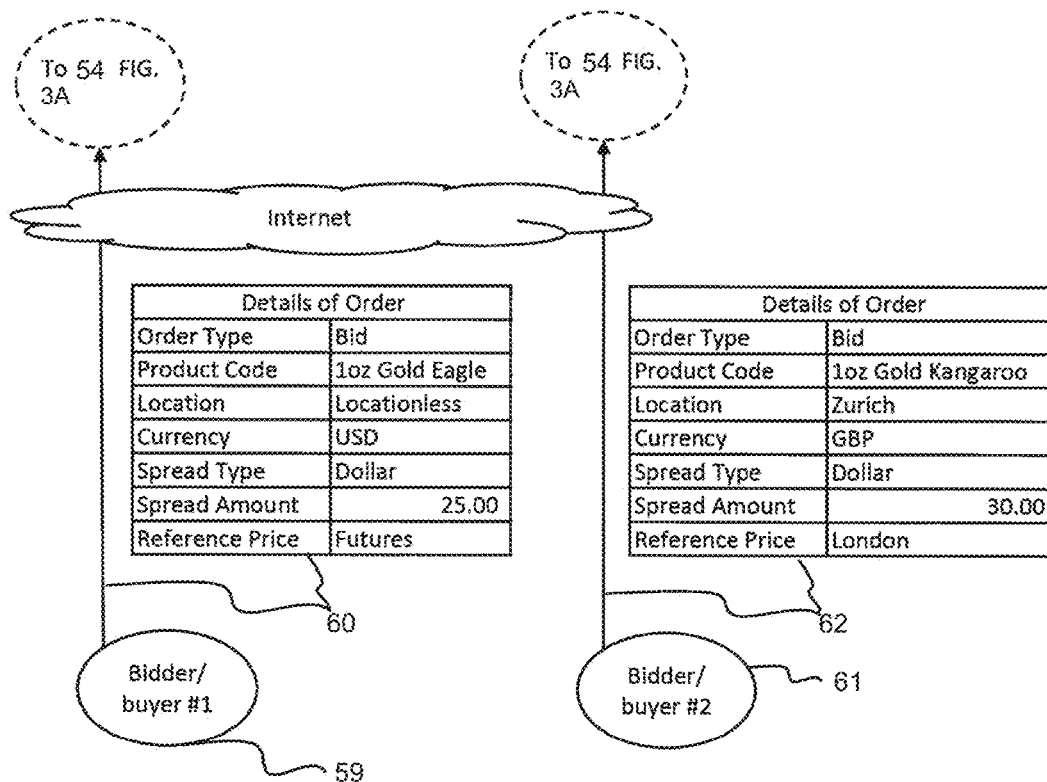 To 54 FIG.
3A
To 54 FIG.
3A
Internet
Details of Order
Order Type Bid
Product Code 1oz Gold Eagle
Location Locationless
Currency USD
Spread Type Dollar
Spread Amount 25.00
Reference Price Futures
Details of Order
Order Type Bid
Product Code 1oz Gold Kangaroo
Location Zurich
Currency GBP
Spread Type Dollar
Spread Amount 30.00
Reference Price London
60
62
Bidder/
buyer #1
59
Bidder/
buyer #2
61